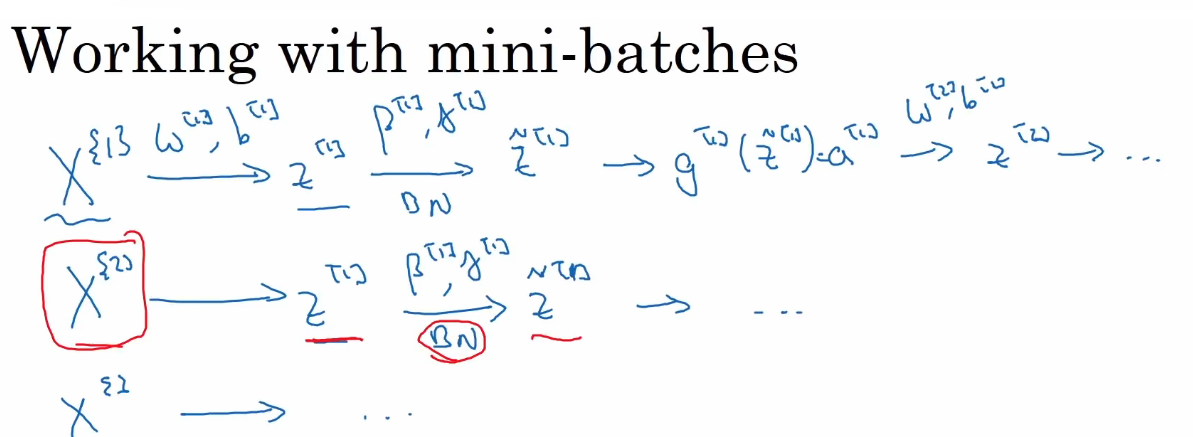 Working with mini-batches
X^{1} →(w^[1], b^[1]) z^[1] →(β^[1], γ^[1] / BN) z̃^[1] → g^[1](z̃^[1]) = a^[1] →(w^[2], b^[2]) z^[2] → ...
X^{2} → z^[1] →(β^[1], γ^[1] / BN) z̃^[1] → ...
X^{} → ...